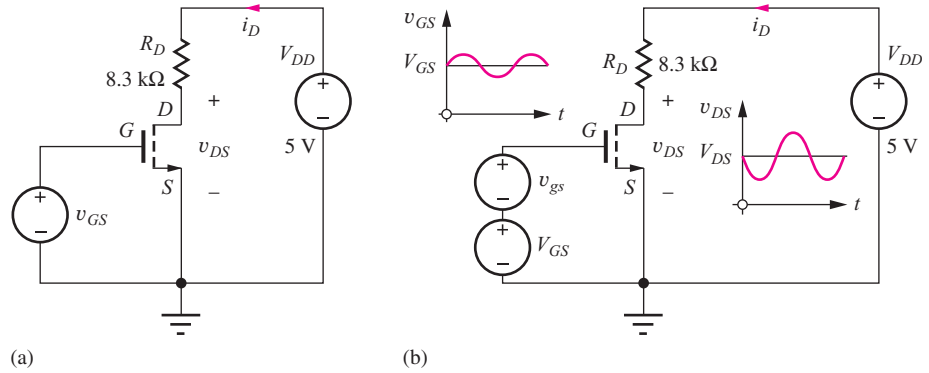 i_D
R_D
8.3 kΩ
V_DD
+
−
5 V
D
G
S
+
v_DS
−
+
−
v_GS
(a)
v_GS
V_GS
t
i_D
R_D
8.3 kΩ
V_DD
+
−
5 V
D
G
S
+
v_DS
−
v_DS
V_DS
t
+
−
v_gs
+
−
V_GS
(b)